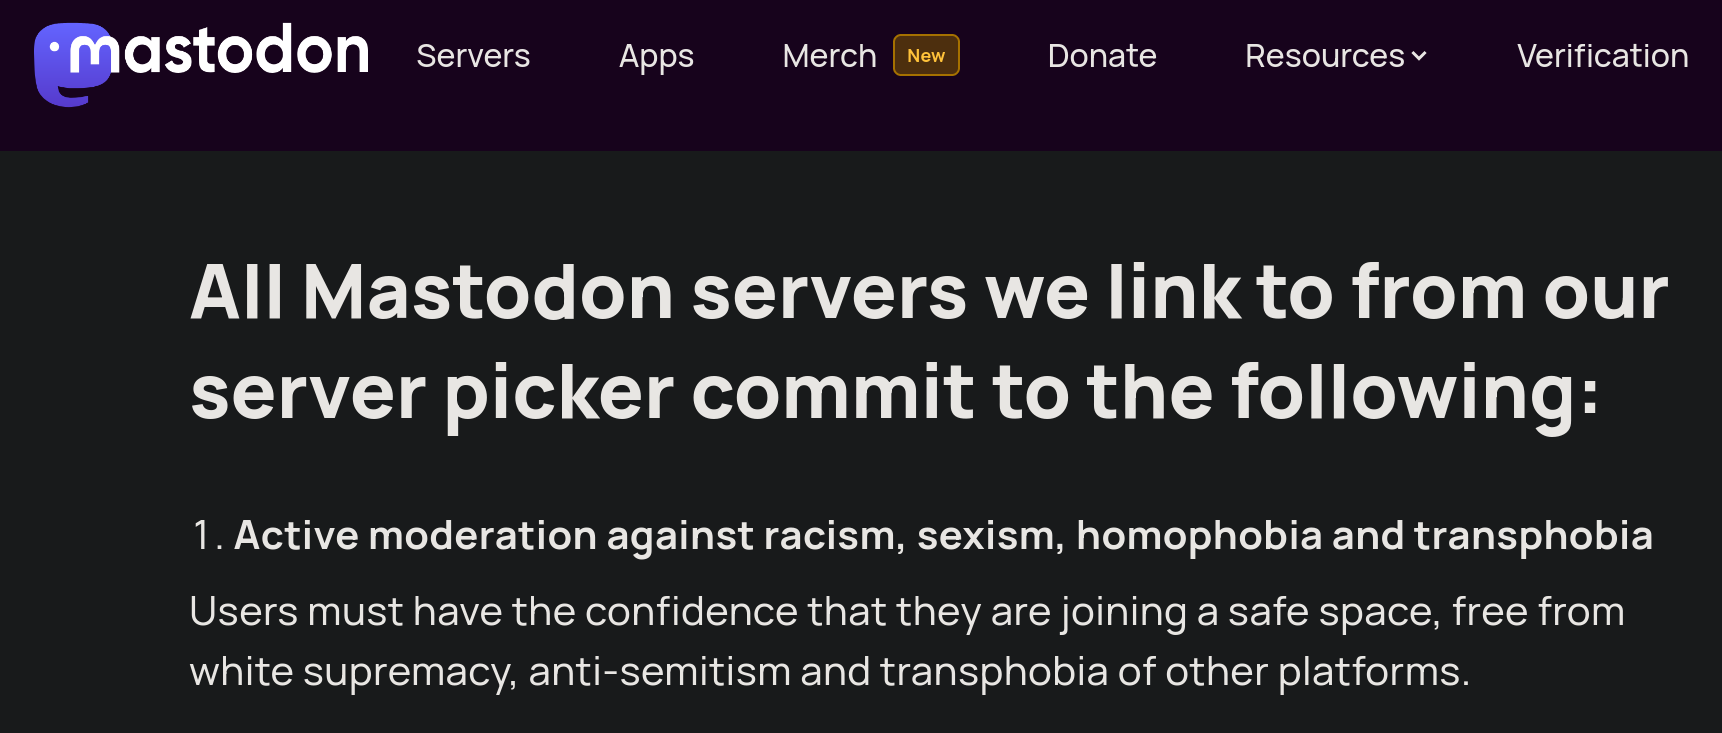 mastodon Servers Apps Merch New Donate Resources Verification
All Mastodon servers we link to from our
server picker commit to the following:
1. Active moderation against racism, sexism, homophobia and transphobia
Users must have the confidence that they are joining a safe space, free from
white supremacy, anti-semitism and transphobia of other platforms.